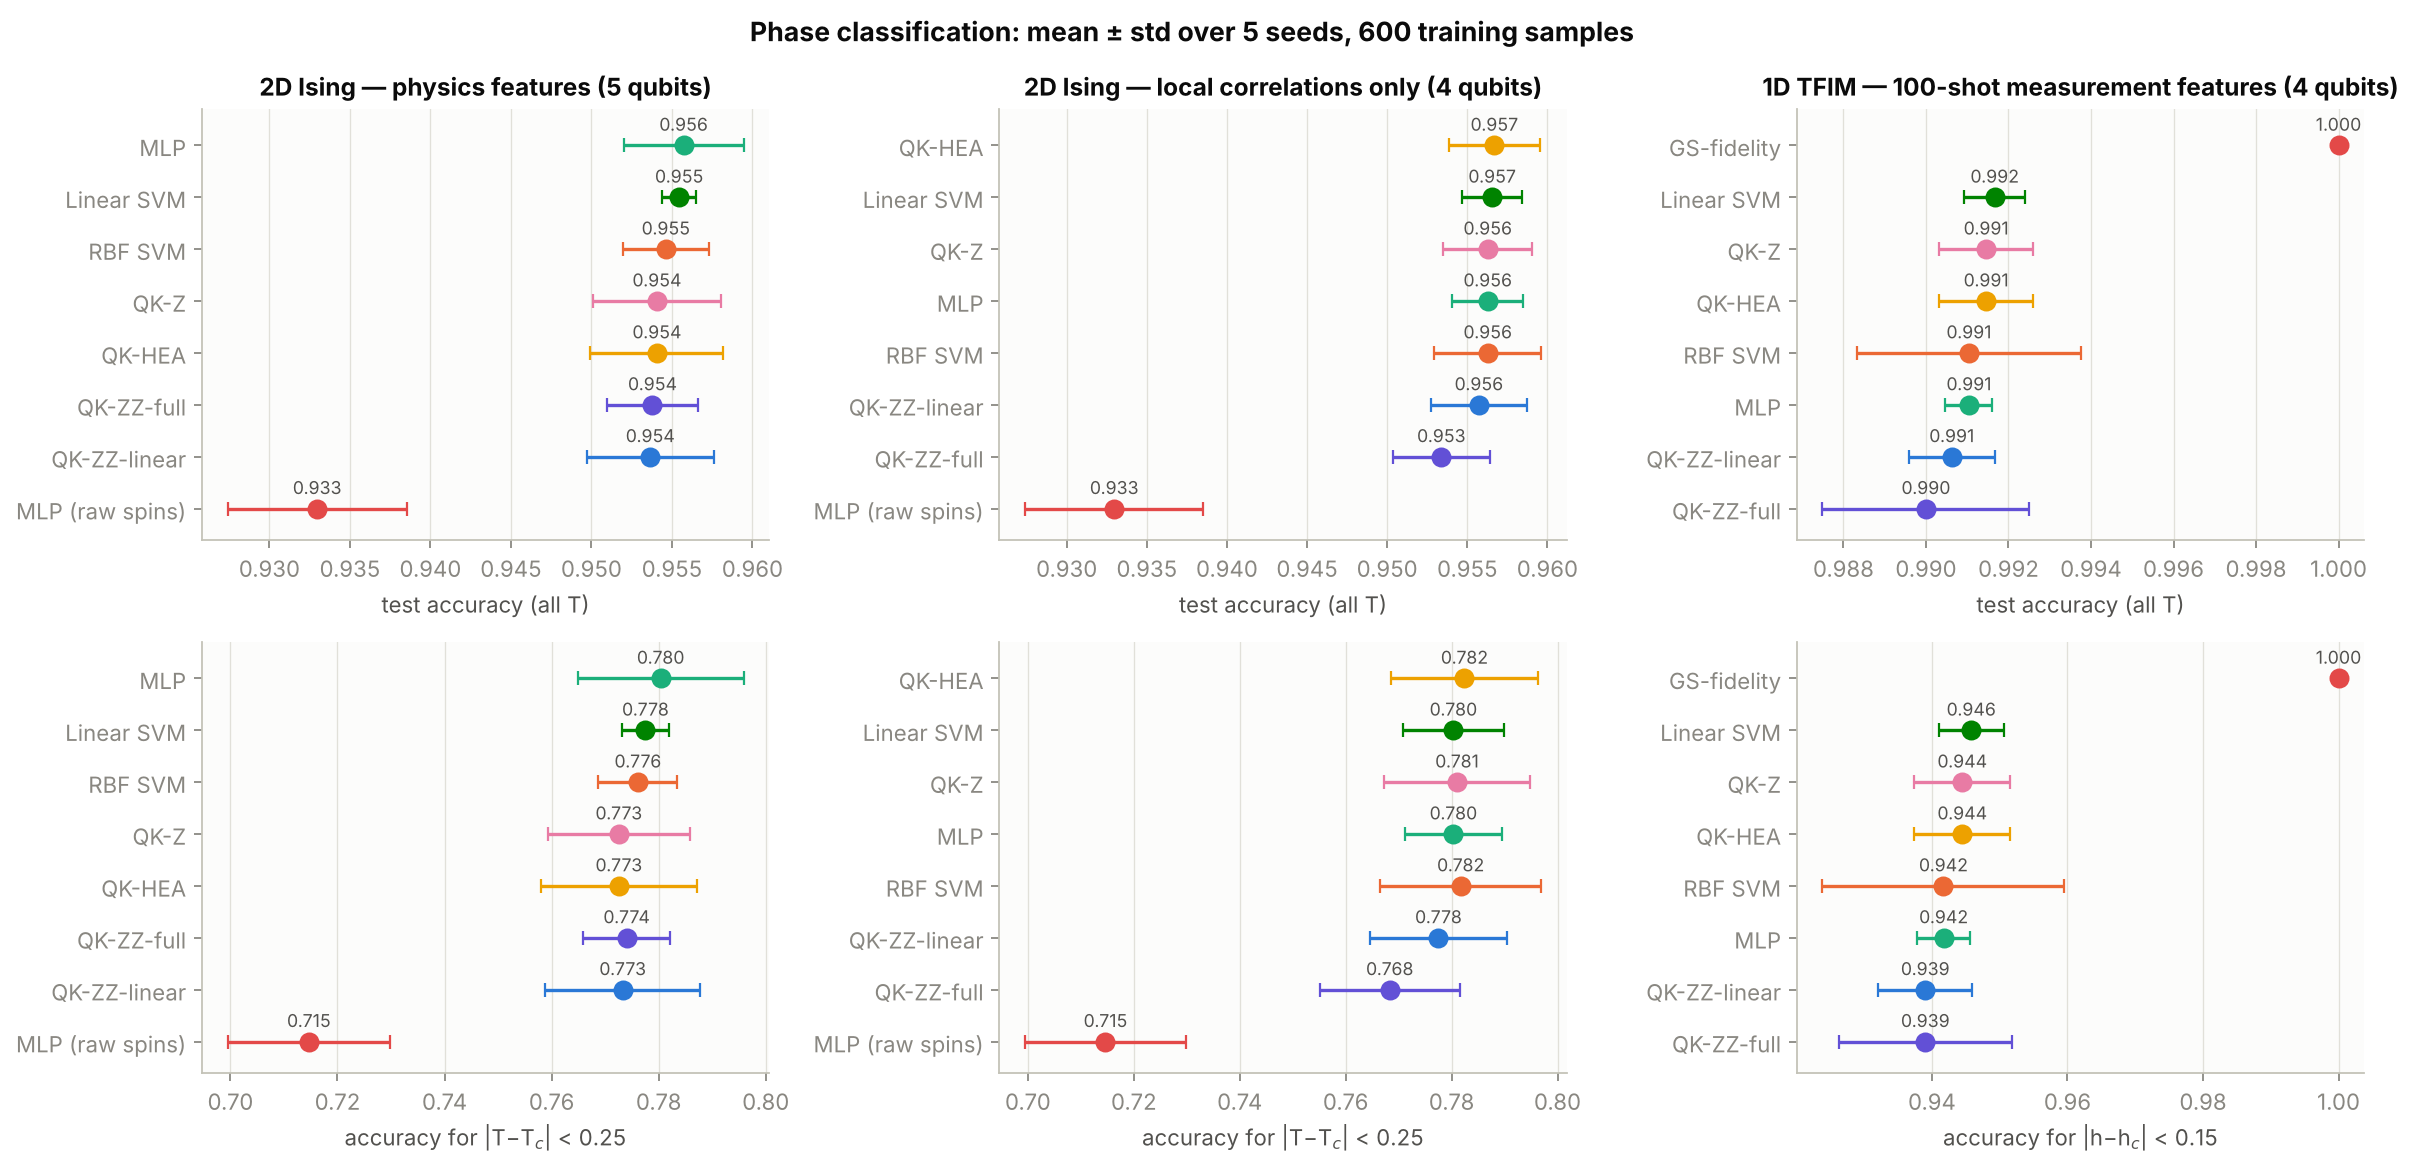 Phase classification: mean ± std over 5 seeds, 600 training samples
2D Ising — physics features (5 qubits)
MLP
0.956
Linear SVM
0.955
RBF SVM
0.955
QK-Z
0.954
QK-HEA
0.954
QK-ZZ-full
0.954
QK-ZZ-linear
0.954
MLP (raw spins)
0.933
0.930 0.935 0.940 0.945 0.950 0.955 0.960
test accuracy (all T)
2D Ising — local correlations only (4 qubits)
QK-HEA
0.957
Linear SVM
0.957
QK-Z
0.956
MLP
0.956
RBF SVM
0.956
QK-ZZ-linear
0.956
QK-ZZ-full
0.953
MLP (raw spins)
0.933
0.930 0.935 0.940 0.945 0.950 0.955 0.960
test accuracy (all T)
1D TFIM — 100-shot measurement features (4 qubits)
GS-fidelity
1.000
Linear SVM
0.992
QK-Z
0.991
QK-HEA
0.991
RBF SVM
0.991
MLP
0.991
QK-ZZ-linear
0.991
QK-ZZ-full
0.990
0.988 0.990 0.992 0.994 0.996 0.998 1.000
test accuracy (all T)
MLP
0.780
Linear SVM
0.778
RBF SVM
0.776
QK-Z
0.773
QK-HEA
0.773
QK-ZZ-full
0.774
QK-ZZ-linear
0.773
MLP (raw spins)
0.715
0.70 0.72 0.74 0.76 0.78 0.80
accuracy for |T−Tc| < 0.25
QK-HEA
0.782
Linear SVM
0.780
QK-Z
0.781
MLP
0.780
RBF SVM
0.782
QK-ZZ-linear
0.778
QK-ZZ-full
0.768
MLP (raw spins)
0.715
0.70 0.72 0.74 0.76 0.78 0.80
accuracy for |T−Tc| < 0.25
GS-fidelity
1.000
Linear SVM
0.946
QK-Z
0.944
QK-HEA
0.944
RBF SVM
0.942
MLP
0.942
QK-ZZ-linear
0.939
QK-ZZ-full
0.939
0.94 0.96 0.98 1.00
accuracy for |h−hc| < 0.15